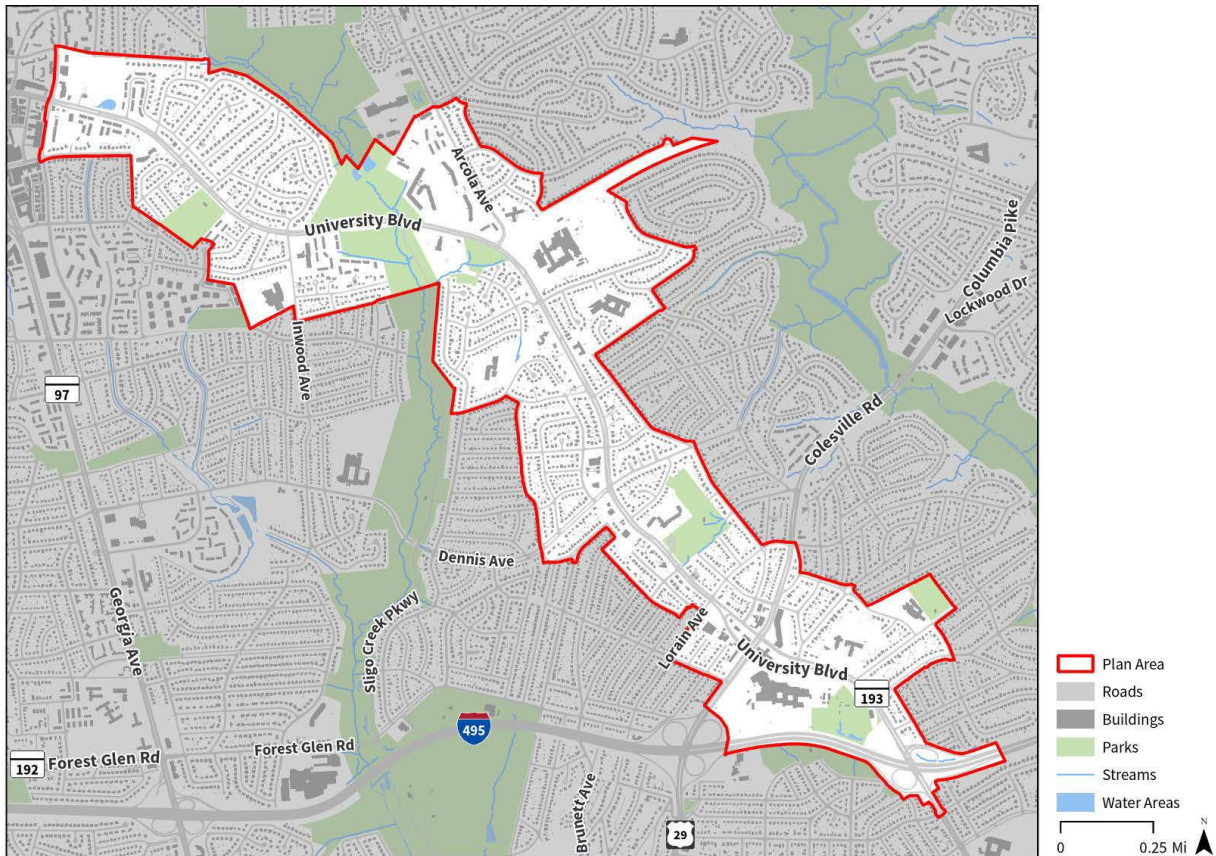 Arcola Ave
University Blvd
Columbia Pike
Lockwood Dr
Inwood Ave
97
Colesville Rd
Dennis Ave
Georgia Ave
Sligo Creek Pkwy
Lorain Ave
University Blvd
193
495
192
Forest Glen Rd
Forest Glen Rd
Brunett Ave
29
Plan Area
Roads
Buildings
Parks
Streams
Water Areas
N
0 0.25 Mi